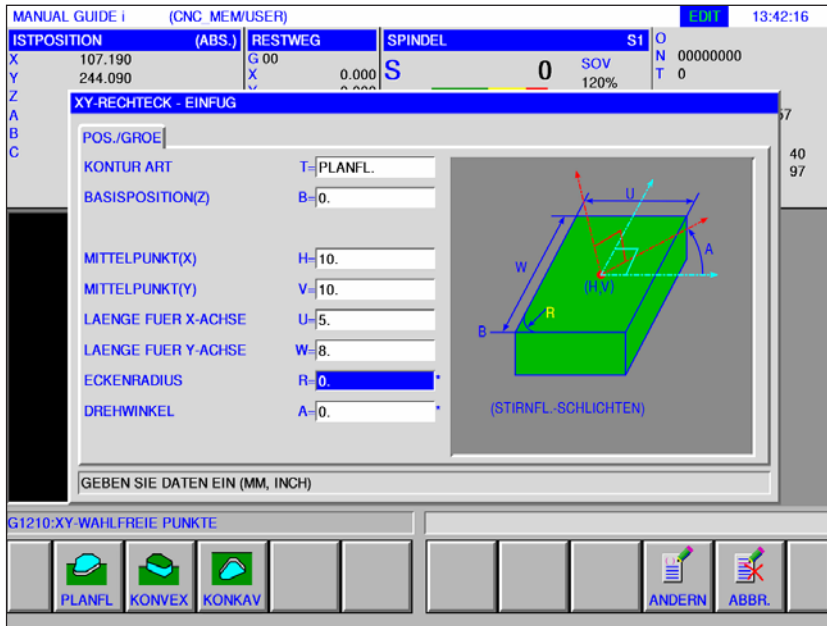 MANUAL GUIDE i (CNC_MEM/USER) EDIT 13:42:16
ISTPOSITION (ABS.) RESTWEG SPINDEL S1 O
X 107.190 G 00 S 0 SOV N 00000000
Y 244.090 X 0.000 120% T 0
Z
A
B
C 40
97
XY-RECHTECK - EINFUG
POS./GROE
KONTUR ART T= PLANFL.
BASISPOSITION(Z) B= 0.
MITTELPUNKT(X) H= 10.
MITTELPUNKT(Y) V= 10.
LAENGE FUER X-ACHSE U= 5.
LAENGE FUER Y-ACHSE W= 8.
ECKENRADIUS R= 0. *
DREHWINKEL A= 0. *
U
A
W
(H,V)
R
B
(STIRNFL.-SCHLICHTEN)
GEBEN SIE DATEN EIN (MM, INCH)
G1210:XY-WAHLFREIE PUNKTE
PLANFL KONVEX KONKAV ANDERN ABBR.